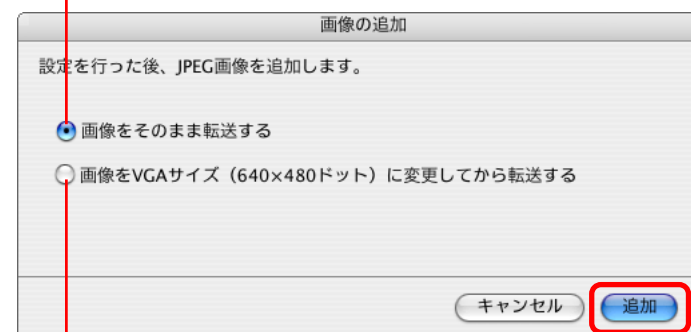 画像の追加
設定を行った後、JPEG画像を追加します。
画像をそのまま転送する
画像をVGAサイズ（640×480ドット）に変更してから転送する
キャンセル
追加